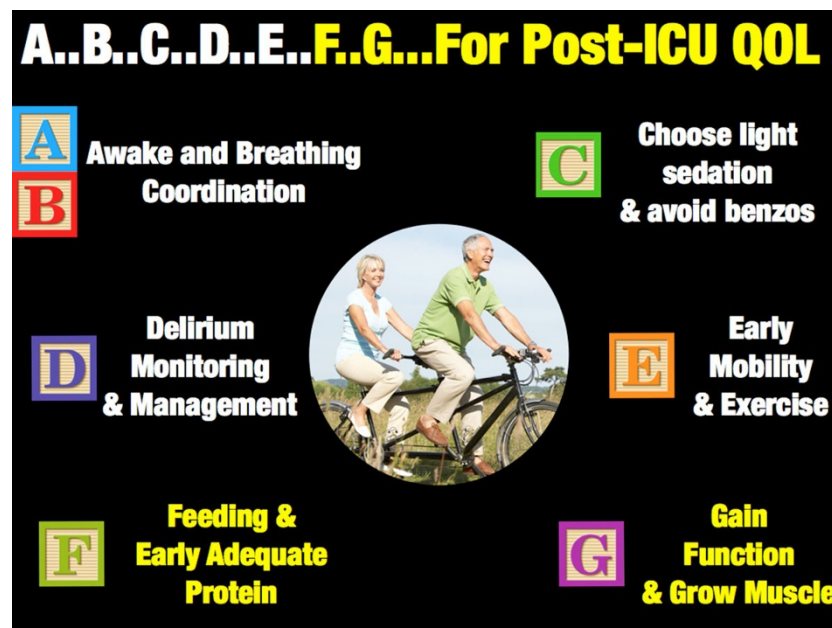 A..B..C..D..E..F..G...For Post-ICU QOL
A
B
Awake and Breathing
Coordination
C
Choose light
sedation
& avoid benzos
D
Delirium
Monitoring
& Management
E
Early
Mobility
& Exercise
F
Feeding &
Early Adequate
Protein
G
Gain
Function
& Grow Muscle